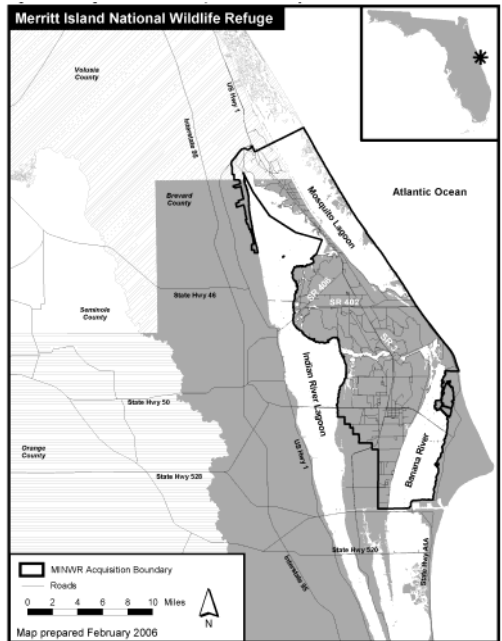 Merritt Island National Wildlife Refuge
Volusia
County
US Hwy 1
Interstate 95
Brevard
County
Mosquito Lagoon
Atlantic Ocean
SR 406
SR 402
State Hwy 46
SR 3
Seminole
County
Indian River Lagoon
State Hwy 50
Orange
County
US Hwy 1
Banana River
State Hwy 528
State Hwy 520
State Hwy A1A
Interstate 95
MINWR Acquisition Boundary
Roads
0 2 4 6 8 10 Miles
N
Map prepared February 2006